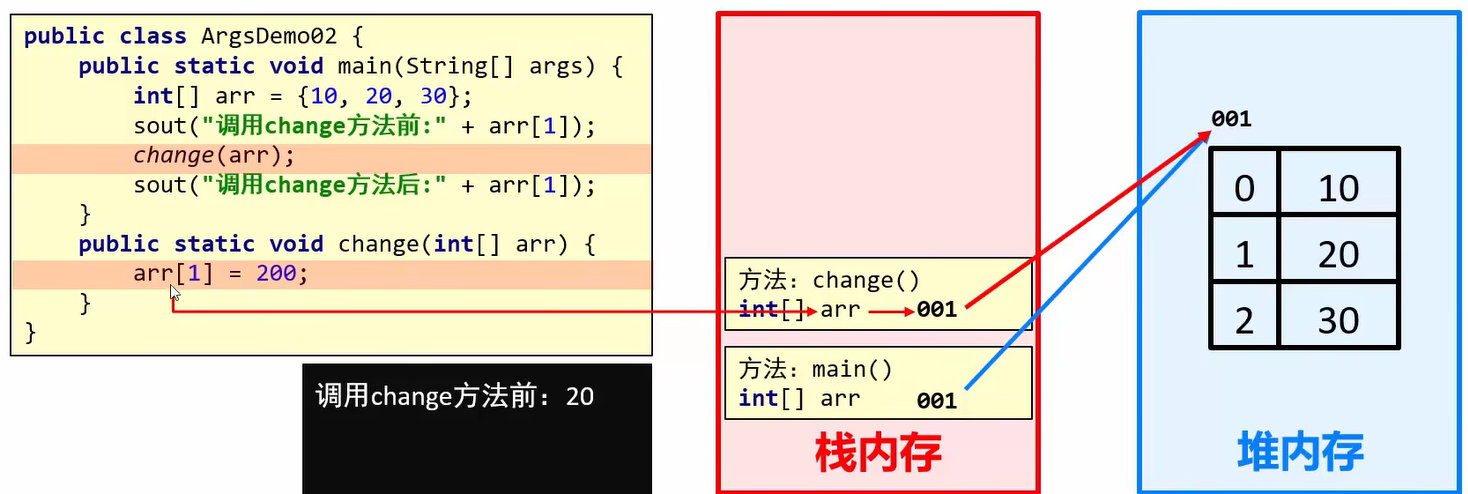 public class ArgsDemo02 {
public static void main(String[] args) {
int[] arr = {10, 20, 30};
sout("调用change方法前:" + arr[1]);
change(arr);
sout("调用change方法后:" + arr[1]);
}
public static void change(int[] arr) {
arr[1] = 200;
}
}
调用change方法前：20
方法：change()
int[] arr 001
方法：main()
int[] arr 001
栈内存
001
0 10
1 20
2 30
堆内存